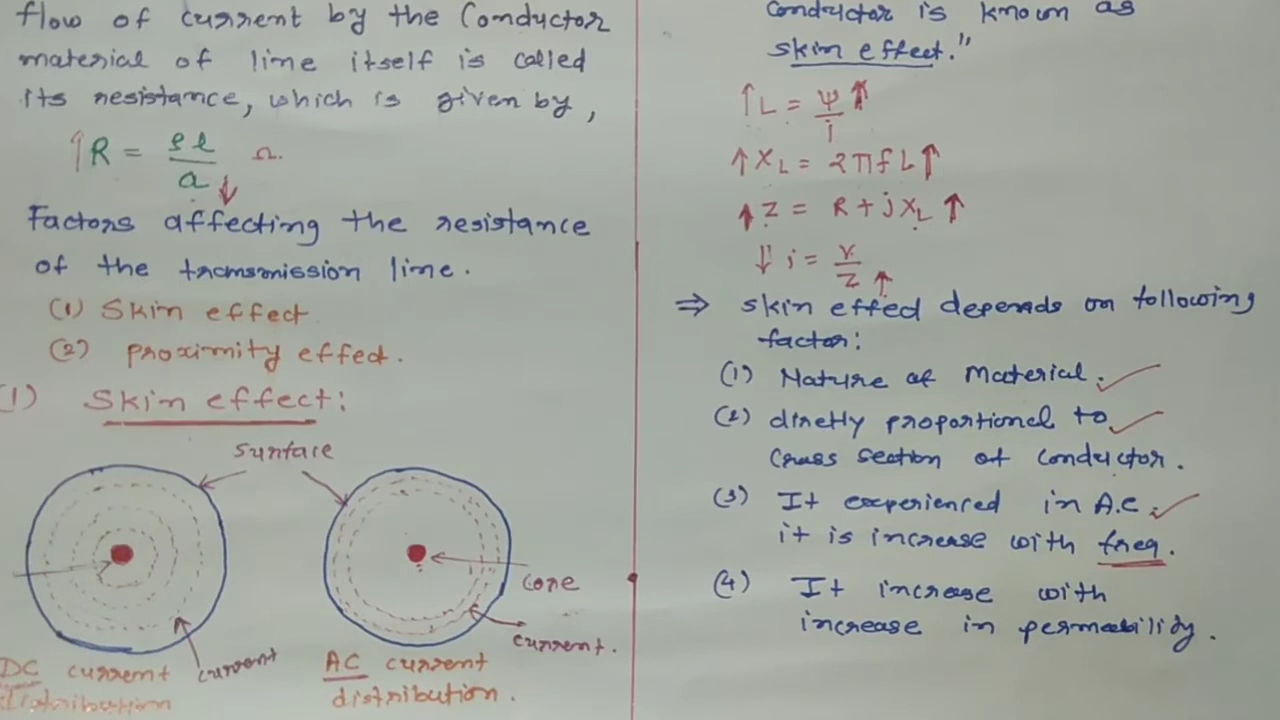 flow of current by the Conductor
material of line itself is called
its resistance, which is given by,
↑R = ρl/a↓ Ω.
Factors affecting the resistance
of the transmission line.
(1) Skin effect
(2) proximity effed.
(1) Skin effect:
surface
core
current
current.
DC current
distribution
AC current
distribution.
Conductor is known as
skin effect."
↑L = Ψ↑/i
↑XL = 2πfL↑
↑Z = R + jXL↑
↓i = V/Z↑
⇒ skin effed depends on following
factor:
(1) Nature of Material.
(2) diretly proportional to
Cross section of conductor.
(3) It experienced in A.C.
it is increase with freq.
(4) It increase with
increase in permeability.